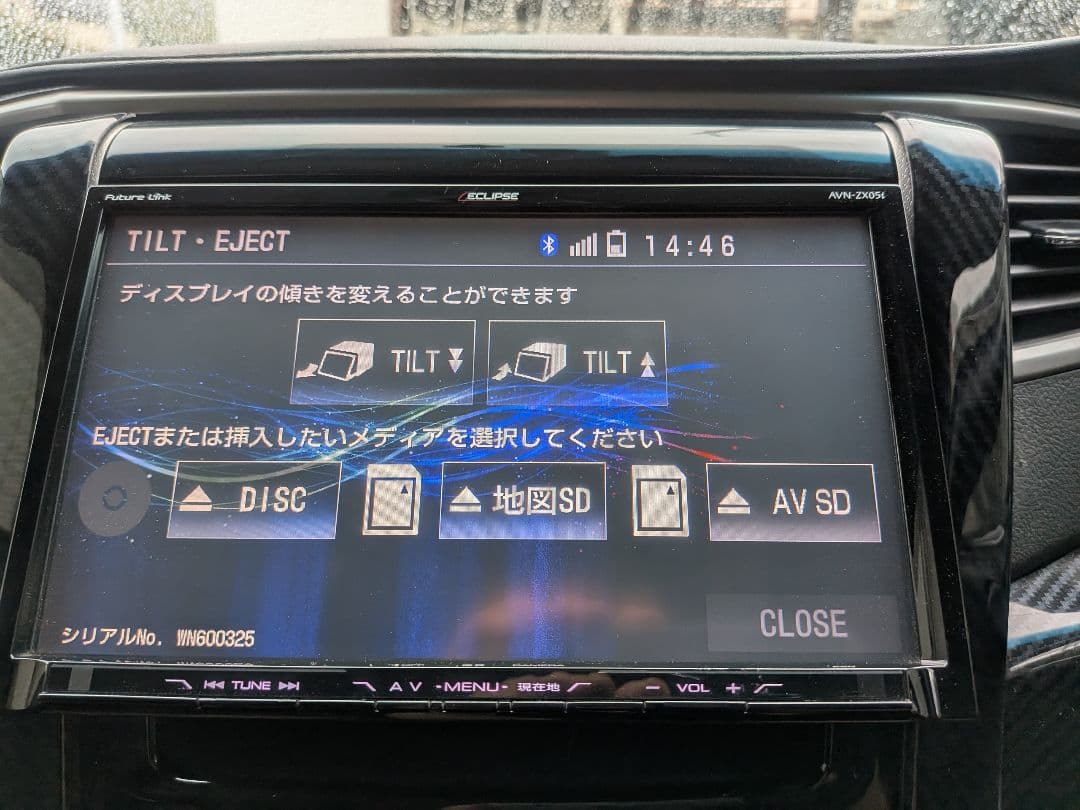 Future Link
ECLIPSE
AVN-ZX05i
TILT・EJECT
14:46
ディスプレイの傾きを変えることができます
TILT
TILT
EJECTまたは挿入したいメディアを選択してください
DISC
地図SD
AV SD
CLOSE
シリアルNo. WN600325
TUNE
AV
-MENU-
現在地
− VOL +